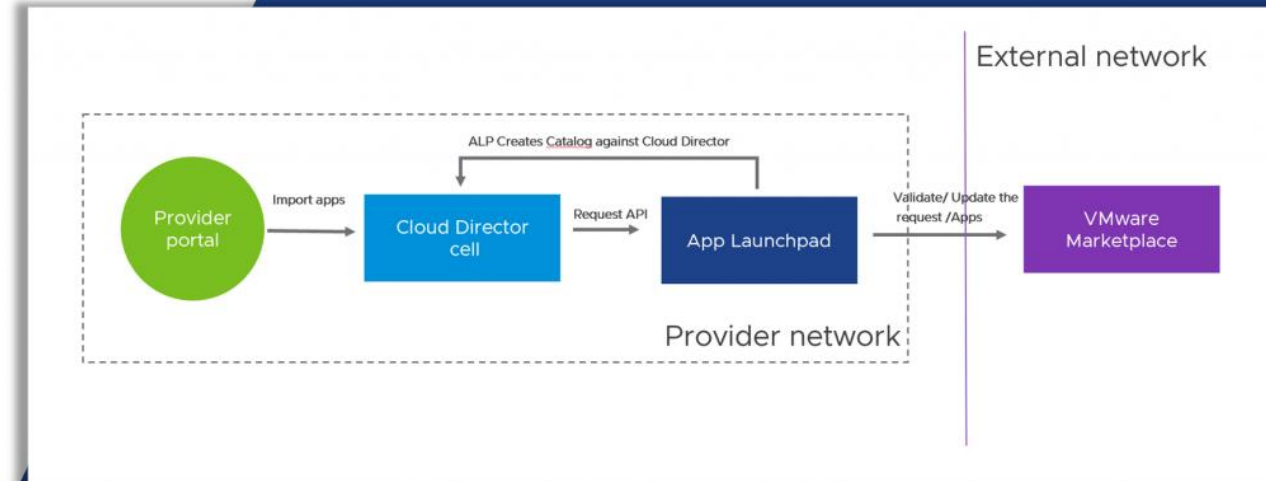 External network
ALP Creates Catalog against Cloud Director
Provider
portal
Import apps
Cloud Director
cell
Request API
App Launchpad
Validate/ Update the
request /Apps
VMware
Marketplace
Provider network